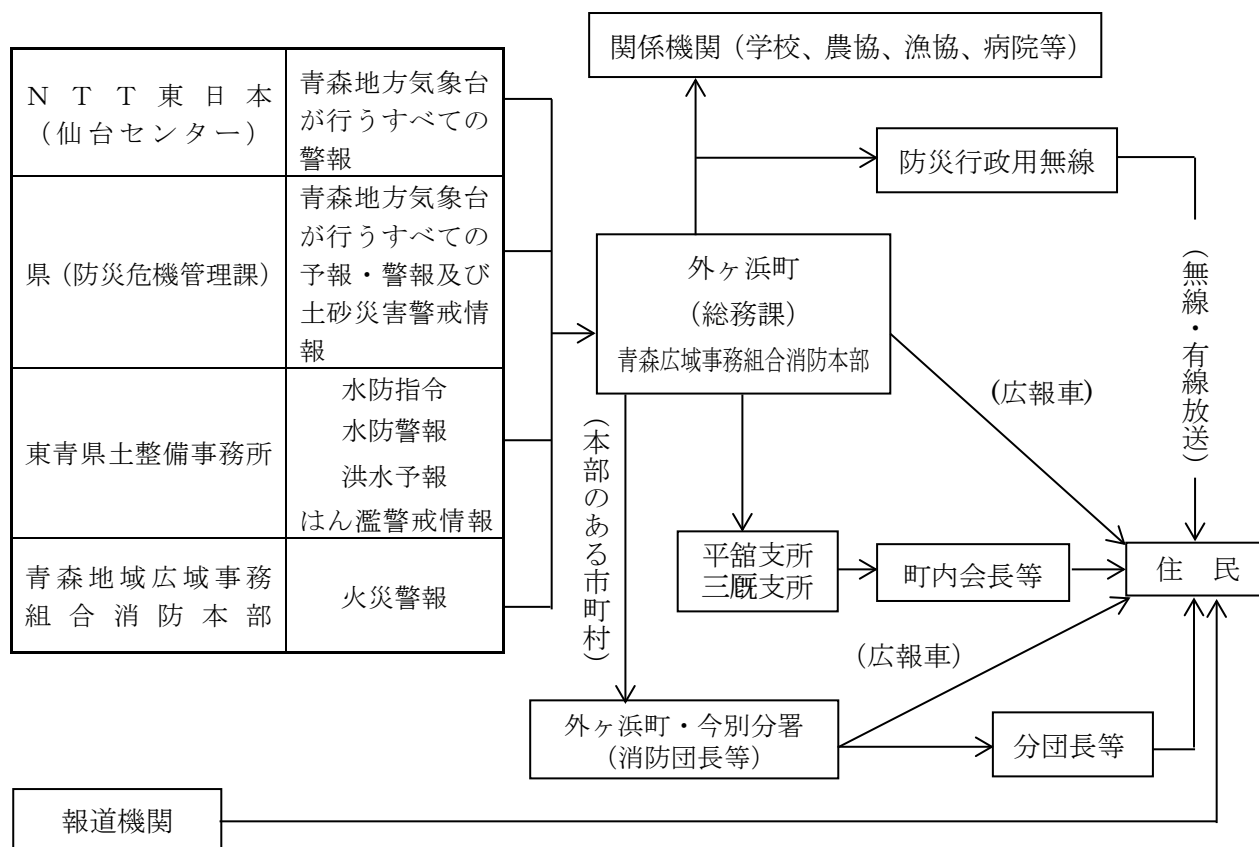 関係機関（学校、農協、漁協、病院等）
ＮＴＴ東日本
（仙台センター）
青森地方気象台
が行うすべての
警報
防災行政用無線
県（防災危機管理課）
青森地方気象台
が行うすべての
予報・警報及び
土砂災害警戒情
報
外ヶ浜町
（総務課）
青森広域事務組合消防本部
（無線・有線放送）
（広報車）
東青県土整備事務所
水防指令
水防警報
洪水予報
はん濫警戒情報
（本部のある市町村）
平舘支所
三厩支所
町内会長等
住　民
青森地域広域事務
組合消防本部
火災警報
（広報車）
外ヶ浜町・今別分署
（消防団長等）
分団長等
報道機関